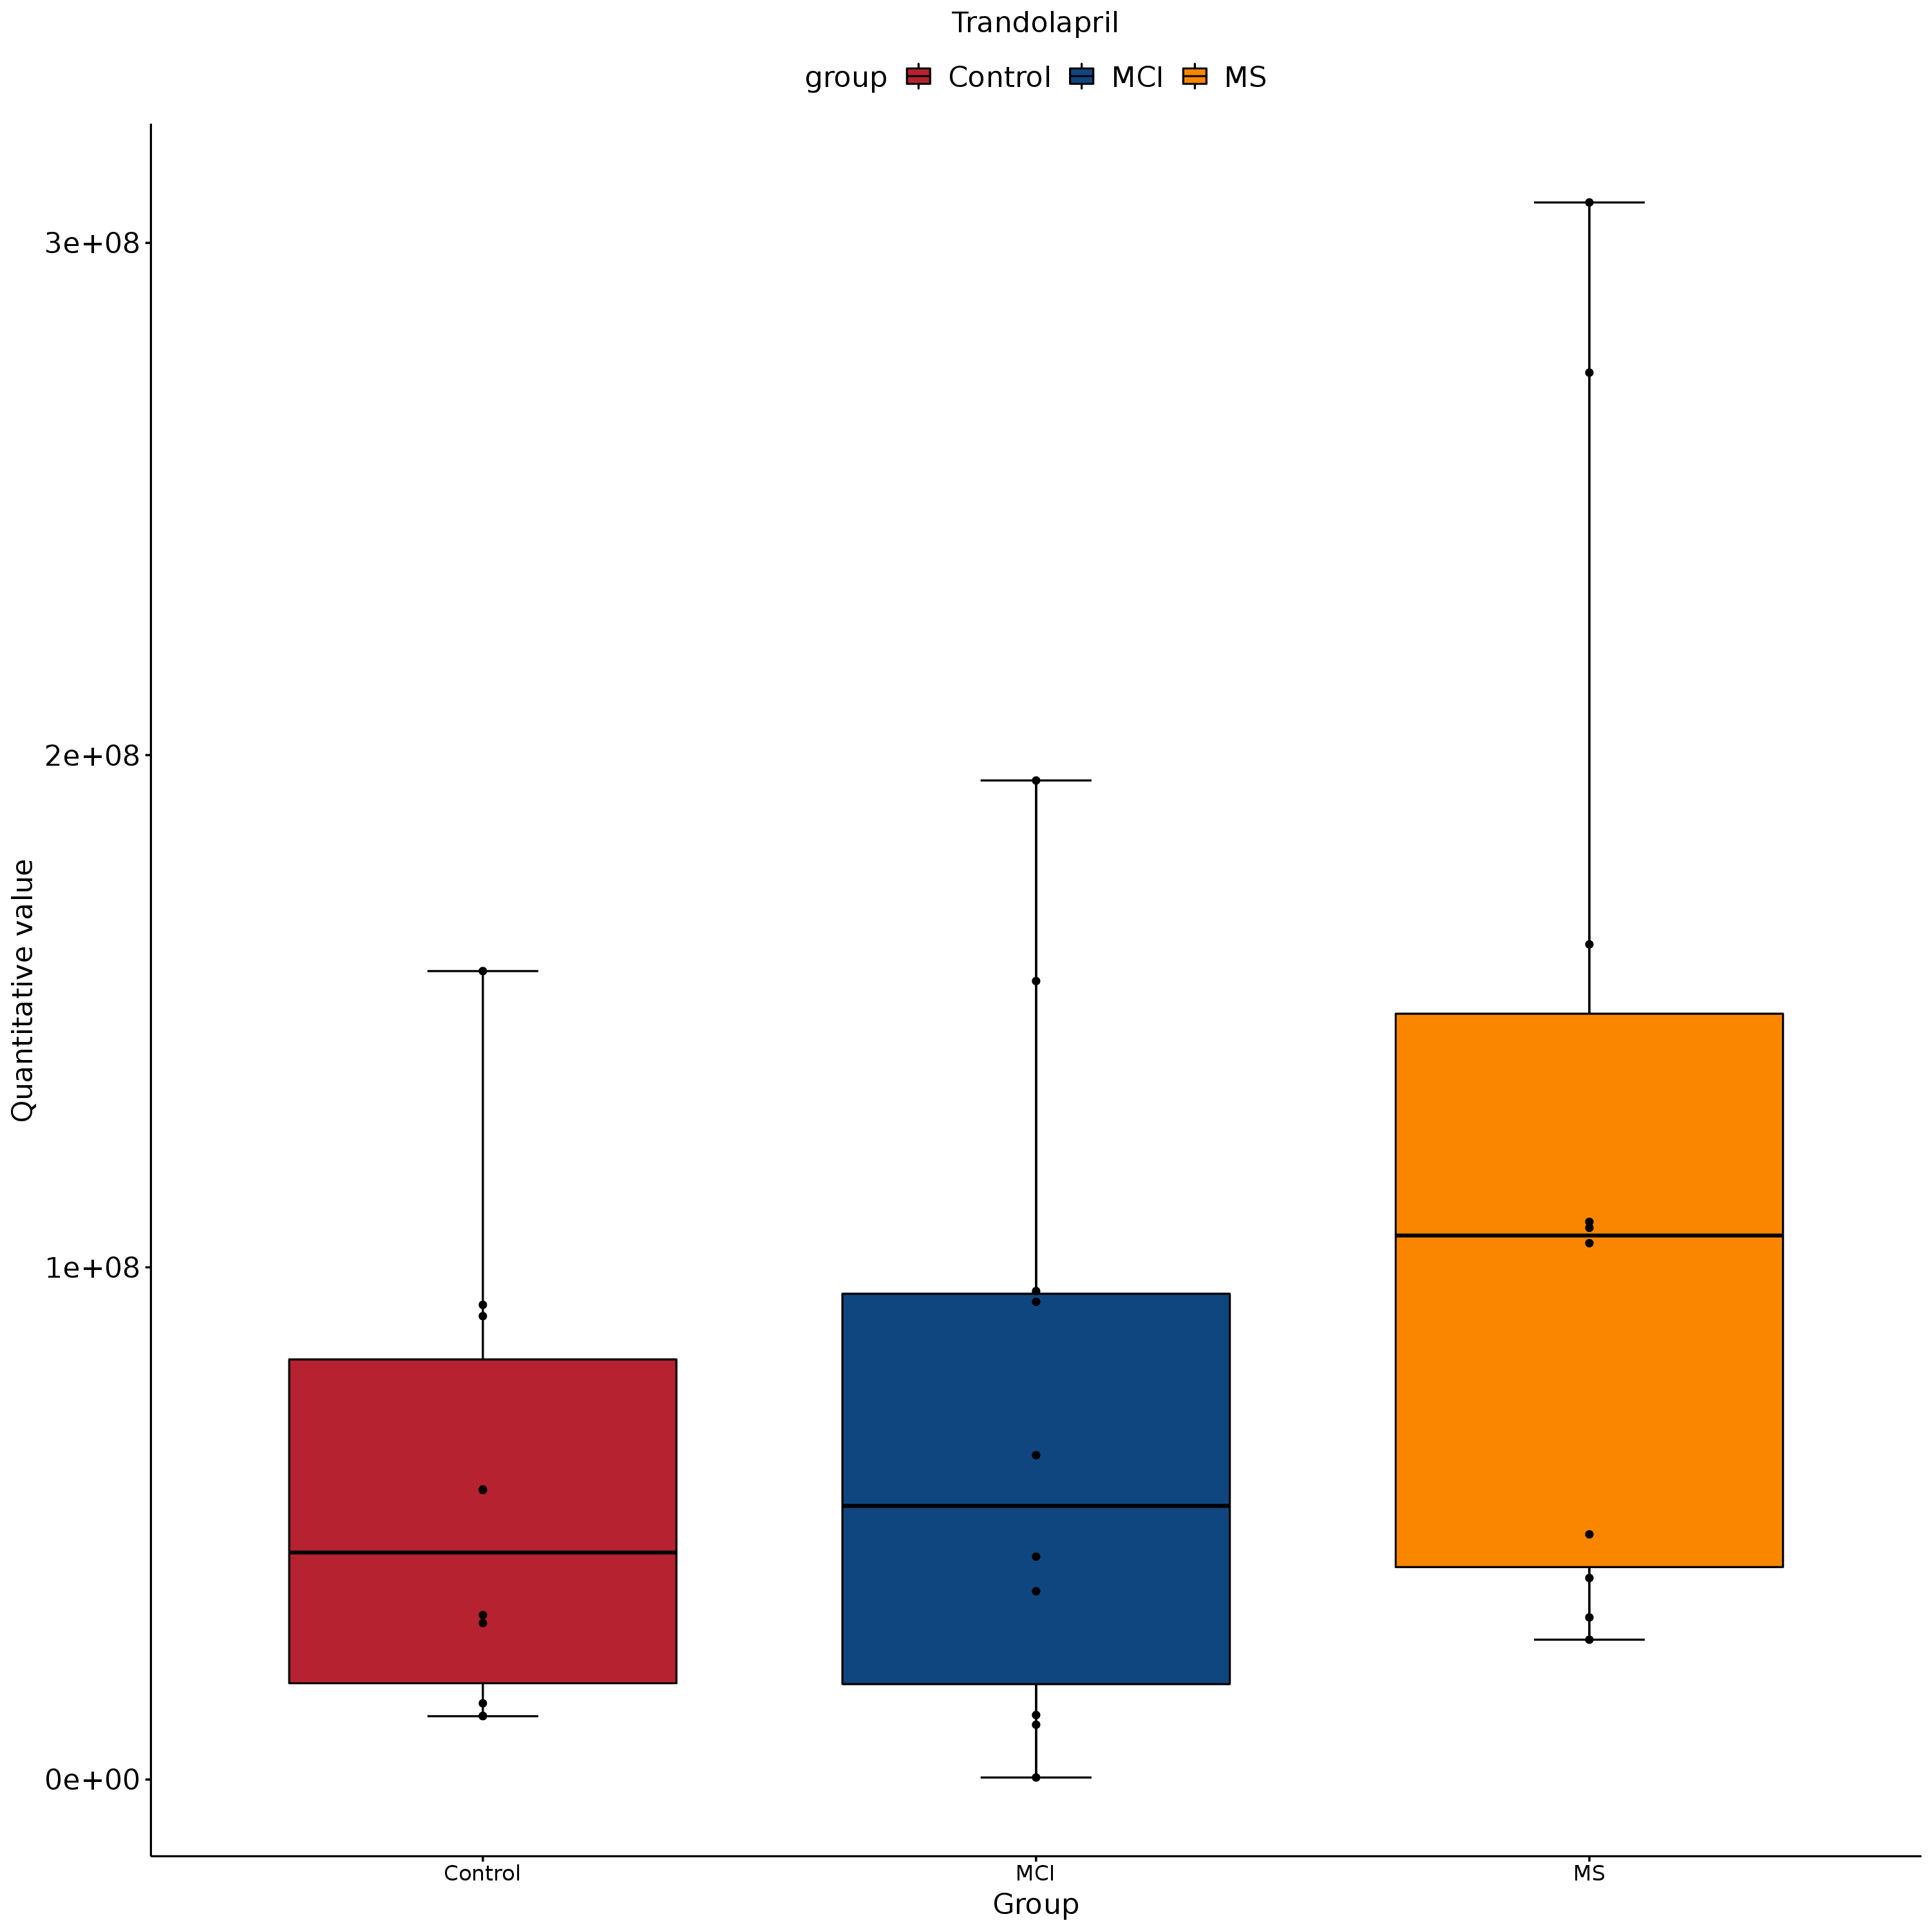 Trandolapril
group Control MCI MS
3e+08
2e+08
1e+08
0e+00
Quantitative value
Control MCI MS
Group